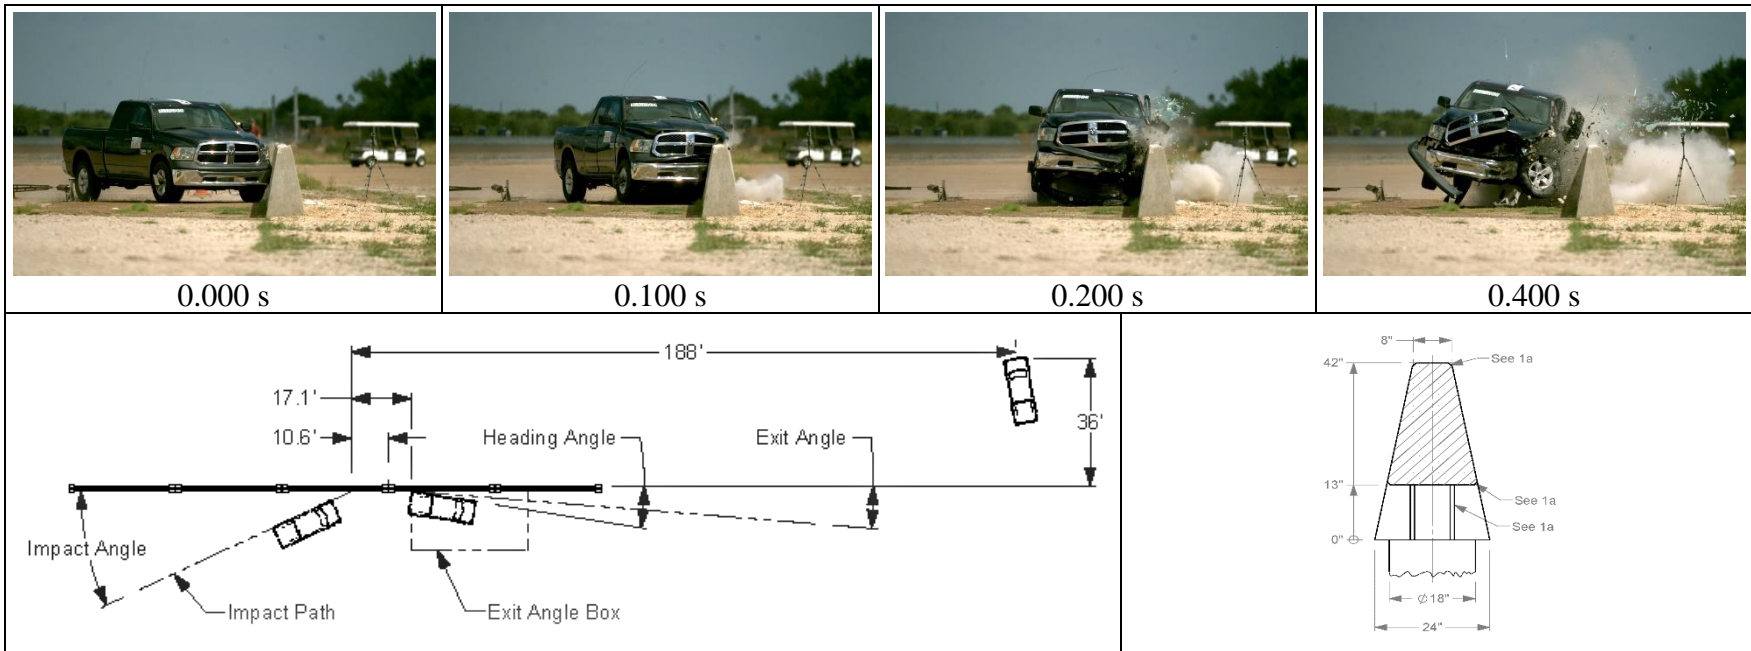 0.000 s
0.100 s
0.200 s
0.400 s
188'
17.1'
10.6'
Heading Angle
Exit Angle
36'
Impact Angle
Impact Path
Exit Angle Box
8"
42"
See 1a
13"
See 1a
See 1a
0"
∅18"
24"